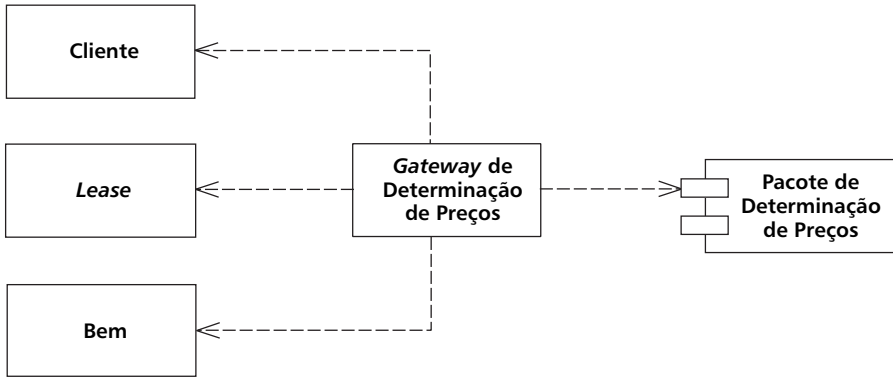 Cliente
Lease
Gateway de
Determinação
de Preços
Pacote de
Determinação
de Preços
Bem